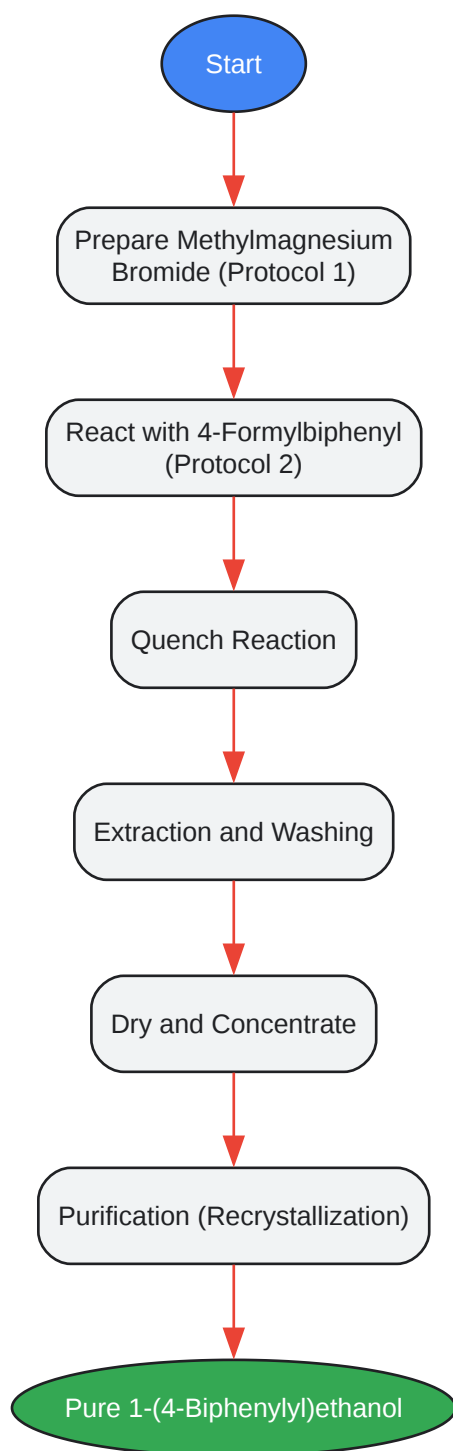 Start
Prepare Methylmagnesium
Bromide (Protocol 1)
React with 4-Formylbiphenyl
(Protocol 2)
Quench Reaction
Extraction and Washing
Dry and Concentrate
Purification (Recrystallization)
Pure 1-(4-Biphenylyl)ethanol